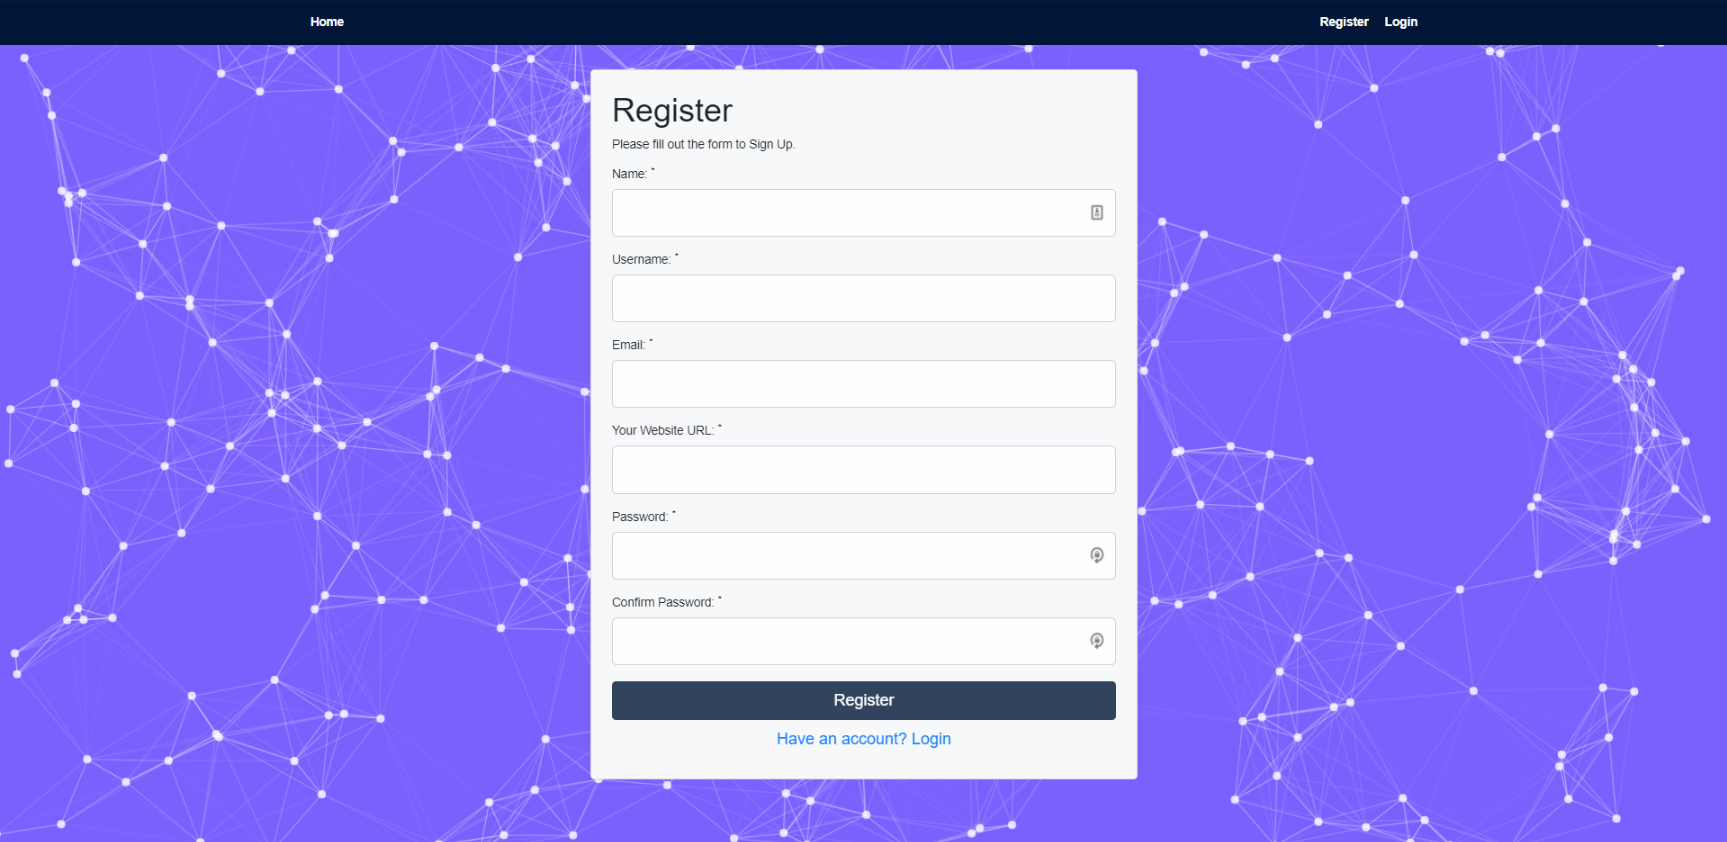 Home
Register
Login
Register
Please fill out the form to Sign Up.
Name: *
Username: *
Email: *
Your Website URL: *
Password: *
Confirm Password: *
Register
Have an account? Login